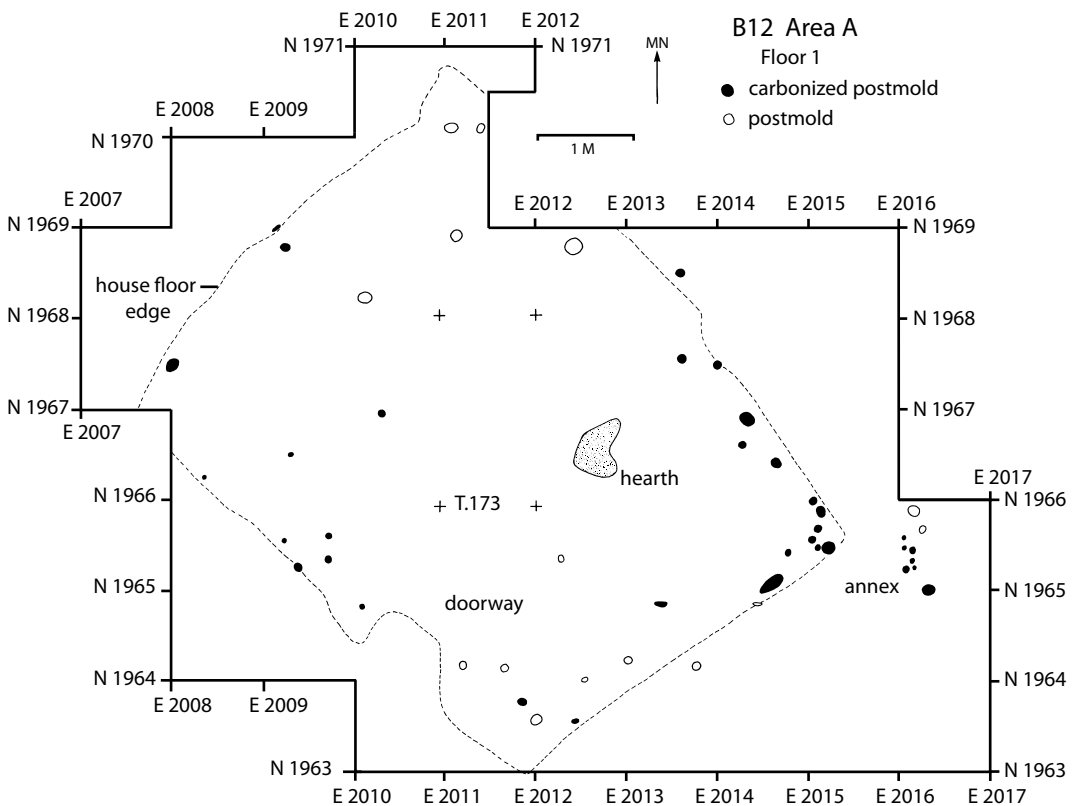 E 2010 E 2011 E 2012
B12 Area A
N 1971 N 1971
MN
Floor 1
carbonized postmold
postmold
E 2008 E 2009
N 1970
1 M
E 2007
E 2012 E 2013 E 2014 E 2015 E 2016
N 1969 N 1969
house floor
edge
N 1968 N 1968
N 1967 N 1967
E 2007
hearth
E 2017
N 1966 T.173 N 1966
N 1965 doorway annex N 1965
N 1964 N 1964
E 2008 E 2009
N 1963 N 1963
E 2010 E 2011 E 2012 E 2013 E 2014 E 2015 E 2016 E 2017